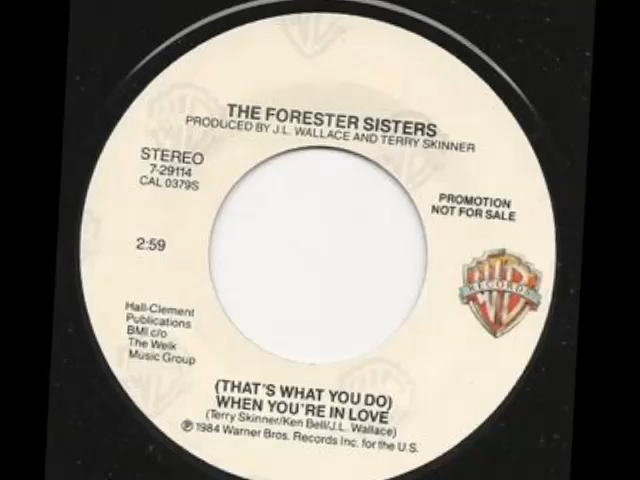 THE FORESTER SISTERS
PRODUCED BY J.L. WALLACE AND TERRY SKINNER
STEREO
7-29114
CAL 0379S
PROMOTION
NOT FOR SALE
2:59
RECORDS
Hall-Clement
Publications
BMI c/o
The Welk
Music Group
(THAT'S WHAT YOU DO)
WHEN YOU'RE IN LOVE
(Terry Skinner/Ken Bell/J.L. Wallace)
℗ 1984 Warner Bros. Records Inc. for the U.S.